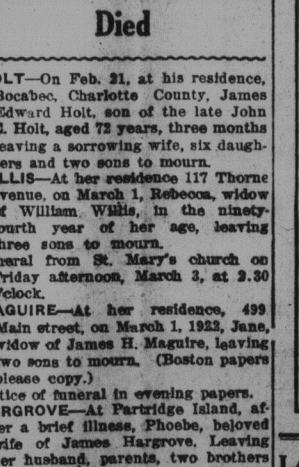 Died
OLT—On Feb. 21, at his residence,
Bocabec, Charlotte County, James
Edward Holt, son of the late John
C. Holt, aged 72 years, three months
eaving a sorrowing wife, six daugh-
ers and two sons to mourn.
LLIS—At her residence 117 Thorne
venue, on March 1, Rebecca, widow
f William Willis, in the ninety-
ourth year of her age, leaving
hree sons to mourn.
neral from St. Mary's church on
riday afternoon, March 3, at 2.30
'clock.
AGUIRE—At her residence, 499
Main street, on March 1, 1922, Jane,
widow of James H. Maguire, leaving
wo sons to mourn. (Boston papers
please copy.)
tice of funeral in evening papers.
RGROVE—At Partridge Island, af-
er a brief illness, Phoebe, beloved
wife of James Hargrove. Leaving
er husband, parents, two brothers